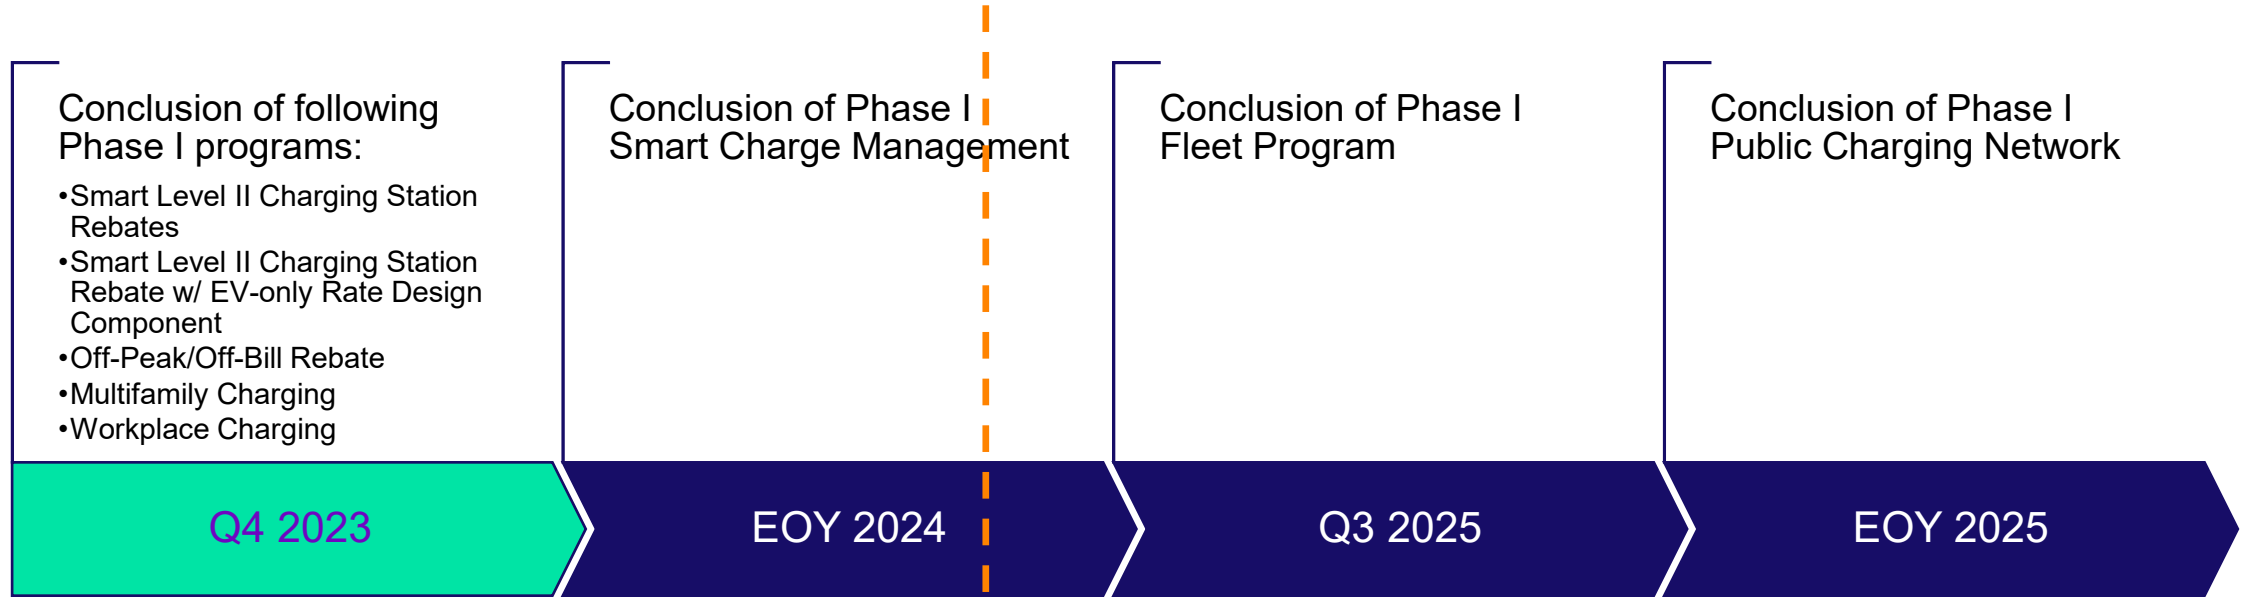 Conclusion of following
Phase I programs:
•Smart Level II Charging Station
Rebates
•Smart Level II Charging Station
Rebate w/ EV-only Rate Design
Component
•Off-Peak/Off-Bill Rebate
•Multifamily Charging
•Workplace Charging
Q4 2023
Conclusion of Phase I
Smart Charge Management
EOY 2024
Conclusion of Phase I
Fleet Program
Q3 2025
Conclusion of Phase I
Public Charging Network
EOY 2025